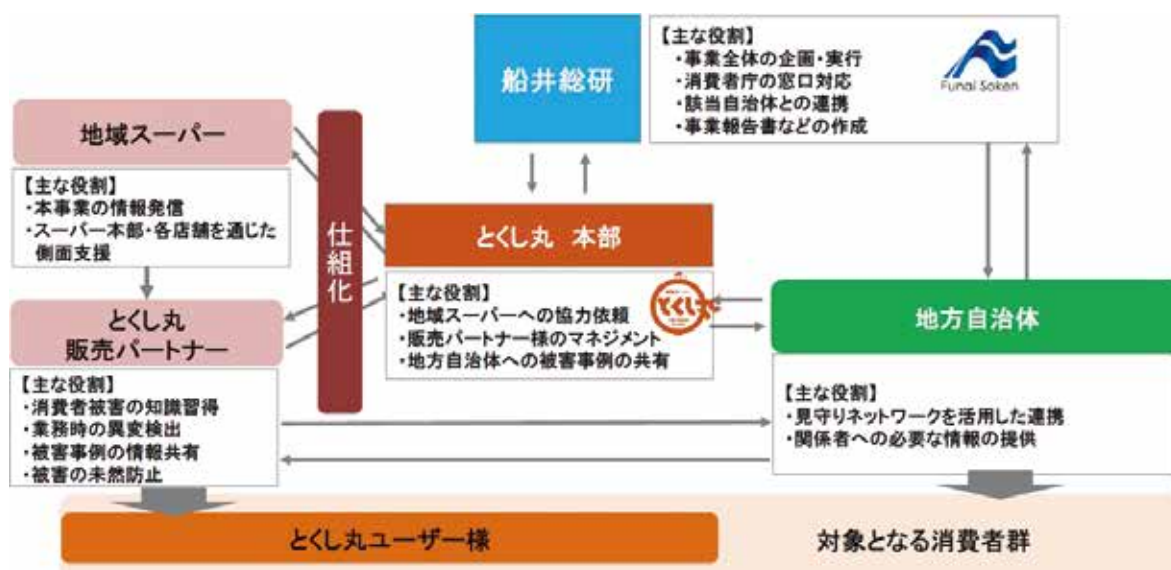 船井総研
【主な役割】
・事業全体の企画・実行
・消費者庁の窓口対応
・該当自治体との連携
・事業報告書などの作成
Funai Soken
地域スーパー
【主な役割】
・本事業の情報発信
・スーパー本部・各店舗を通じた
側面支援
仕組化
とくし丸 本部
【主な役割】
・地域スーパーへの協力依頼
・販売パートナー様のマネジメント
・地方自治体への被害事例の共有
とくし丸
とくし丸
販売パートナー
【主な役割】
・消費者被害の知識習得
・業務時の異変検出
・被害事例の情報共有
・被害の未然防止
地方自治体
【主な役割】
・見守りネットワークを活用した連携
・関係者への必要な情報の提供
とくし丸ユーザー様
対象となる消費者群